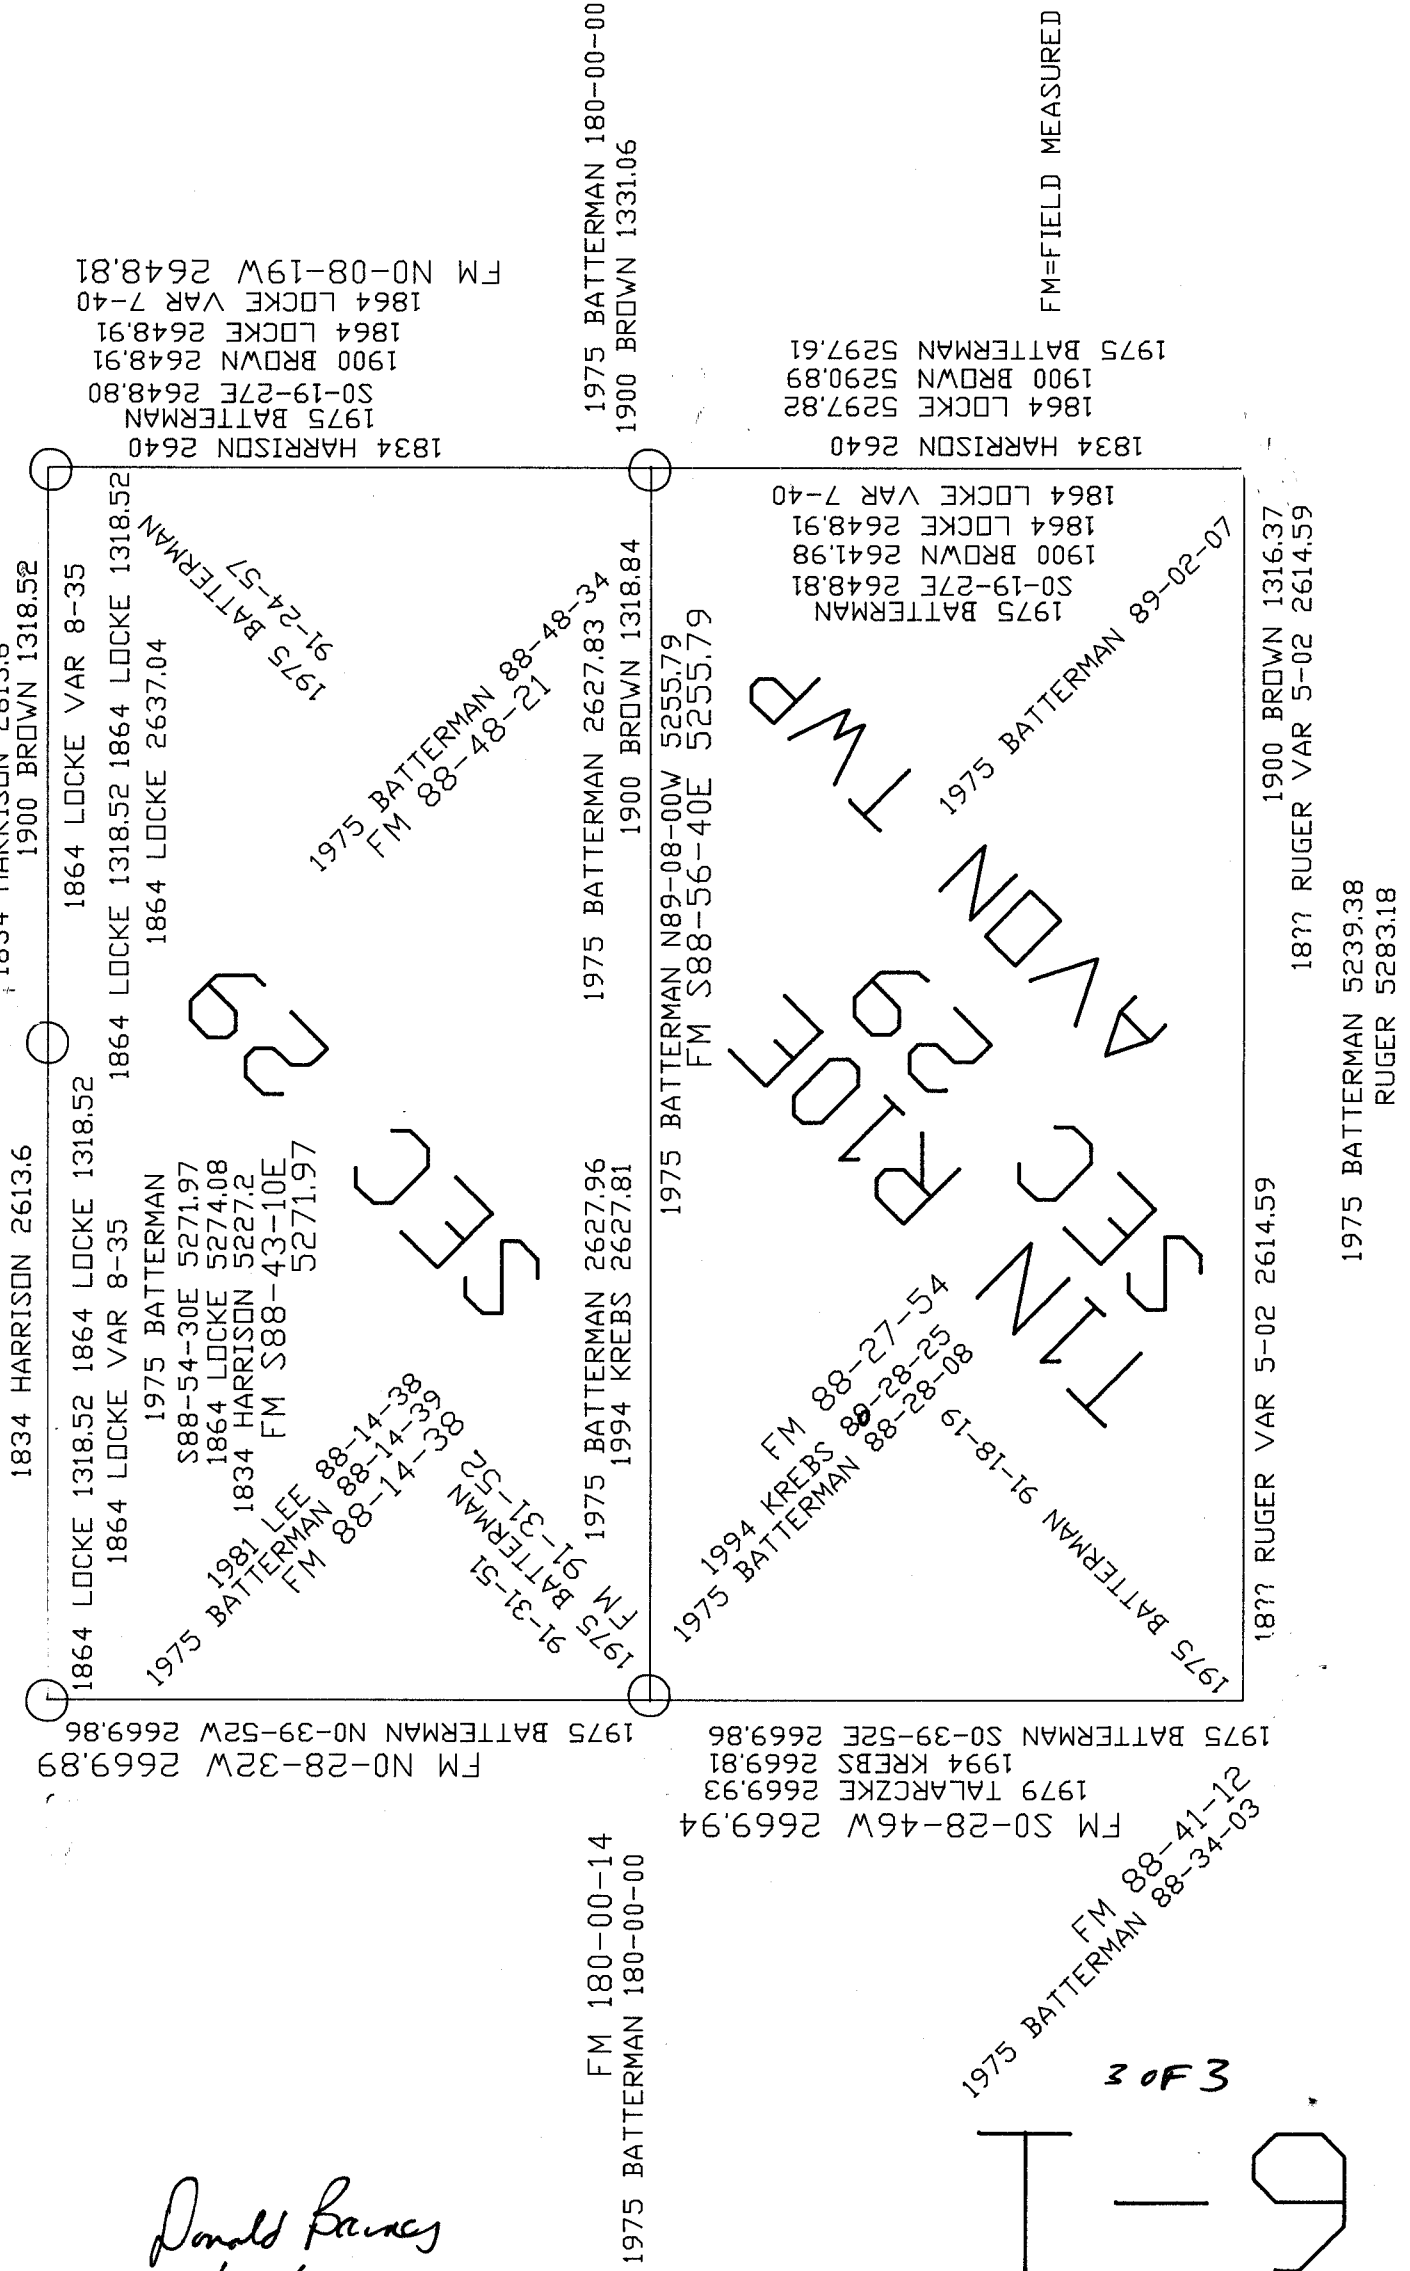 1834 HARRISON 2613.6
1834 HARRISON 2613.6
1900 BROWN 1318.52
1864 LOCKE 1318.52 1864 LOCKE 1318.52
1864 LOCKE VAR 8-35
1864 LOCKE VAR 8-35
1864 LOCKE 1318.52 1864 LOCKE 1318.52
1864 LOCKE 2637.04
1975 BATTERMAN
S88-54-30E 5271.97
1864 LOCKE 5274.08
1834 HARRISON 5227.2
FM S88-43-10E
5271.97
1981 LEE 88-14-38
1975 BATTERMAN 88-14-39
FM 88-14-38
91-31-51
1975 BATTERMAN
FM 91-31-52
SEC 29
1975 BATTERMAN
91-24-57
1975 BATTERMAN 88-48-34
FM 88-48-21
FM N0-08-19W 2648.81
1864 LOCKE VAR 7-40
1864 LOCKE 2648.91
1900 BROWN 2648.91
S0-19-27E 2648.80
1975 BATTERMAN
1834 HARRISON 2640
1975 BATTERMAN N0-39-52W 2669.86
FM N0-28-32W 2669.89
1975 BATTERMAN 2627.96
1994 KREBS 2627.81
1975 BATTERMAN 2627.83
1900 BROWN 1318.84
1975 BATTERMAN 180-00-00
1900 BROWN 1331.06
1975 BATTERMAN N89-08-00W 5255.79
FM S88-56-40E 5255.79
FM 180-00-14
1975 BATTERMAN 180-00-00
1975 BATTERMAN S0-39-52E 2669.86
1994 KREBS 2669.81
1979 TALARCZKE 2669.93
FM S0-28-46W 2669.94
FM 88-27-54
1994 KREBS 88-28-25
1975 BATTERMAN 88-28-08
1975 BATTERMAN 91-18-19
T1N R10E
SEC 29
AVON TWP
1975 BATTERMAN 89-02-07
1975 BATTERMAN
S0-19-27E 2648.81
1900 BROWN 2641.98
1864 LOCKE 2648.91
1864 LOCKE VAR 7-40
1834 HARRISON 2640
1864 LOCKE 5297.82
1900 BROWN 5290.89
1975 BATTERMAN 5297.61
FM=FIELD MEASURED
18?? RUGER VAR 5-02 2614.59
1900 BROWN 1316.37
18?? RUGER VAR 5-02 2614.59
1975 BATTERMAN 5239.38
RUGER 5283.18
FM 88-41-12
1975 BATTERMAN 88-34-03
3 OF 3
Donald